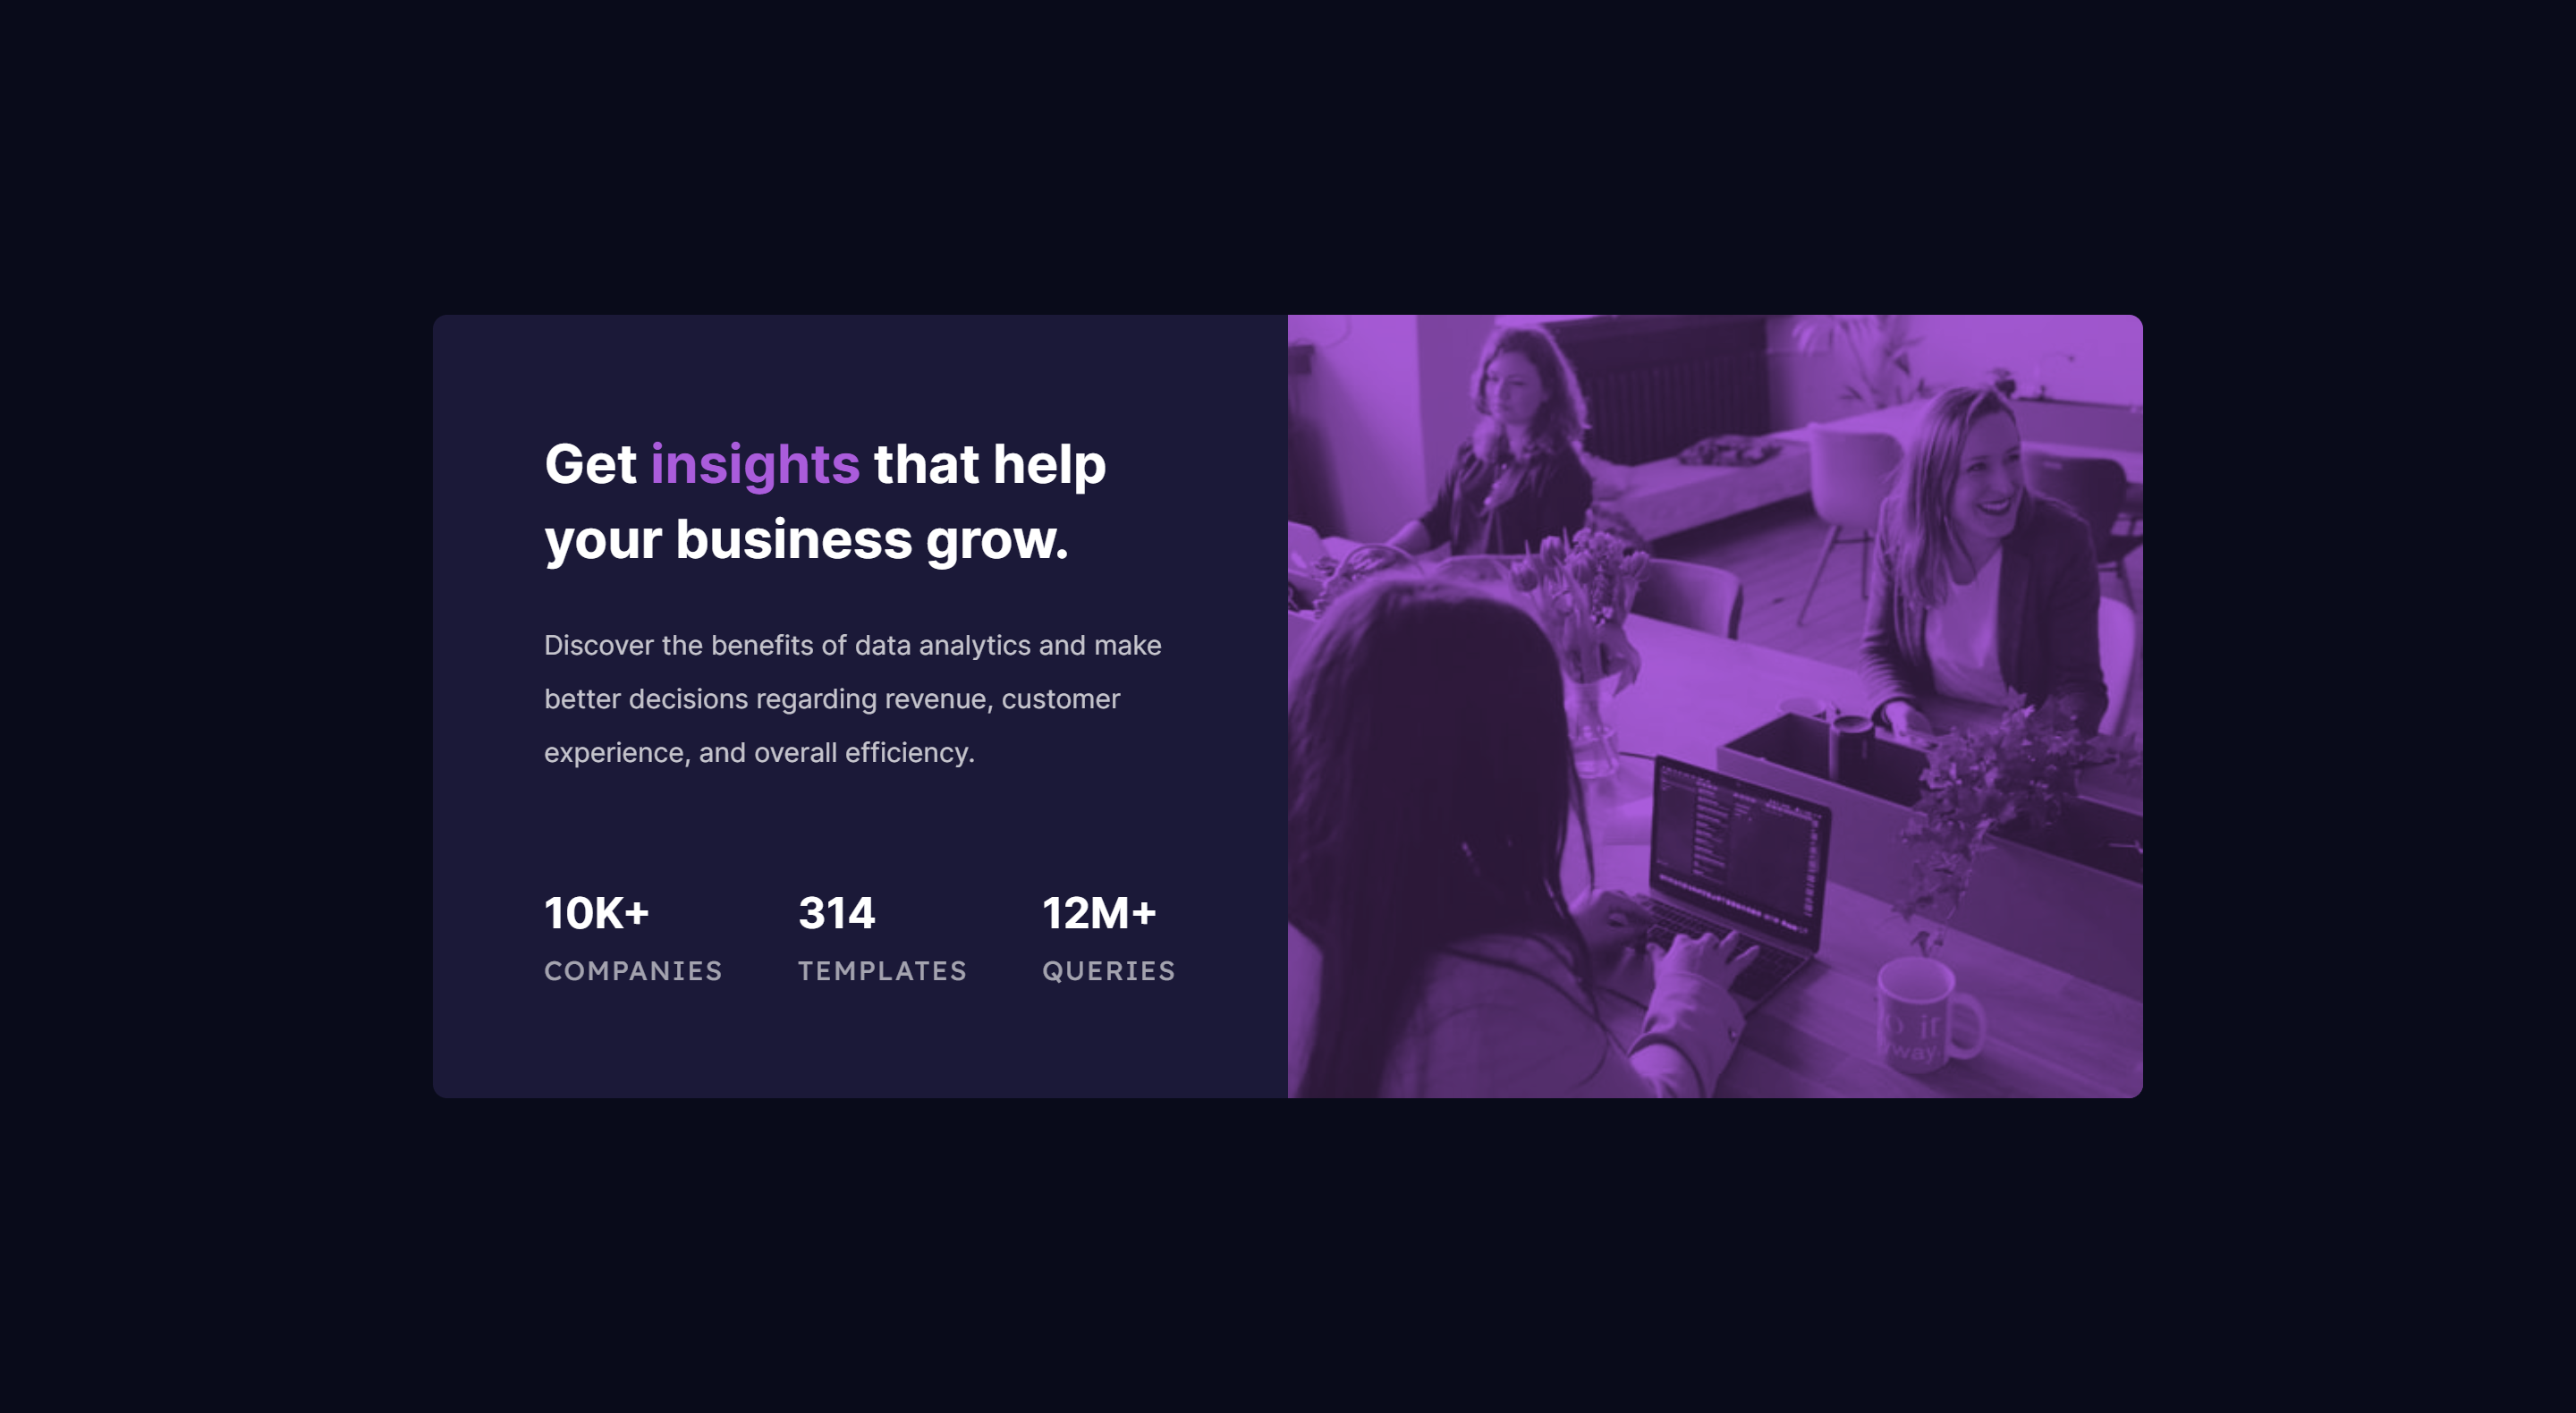 Get insights that help
your business grow.
Discover the benefits of data analytics and make
better decisions regarding revenue, customer
experience, and overall efficiency.
10K+ 314 12M+
COMPANIES TEMPLATES QUERIES
way.